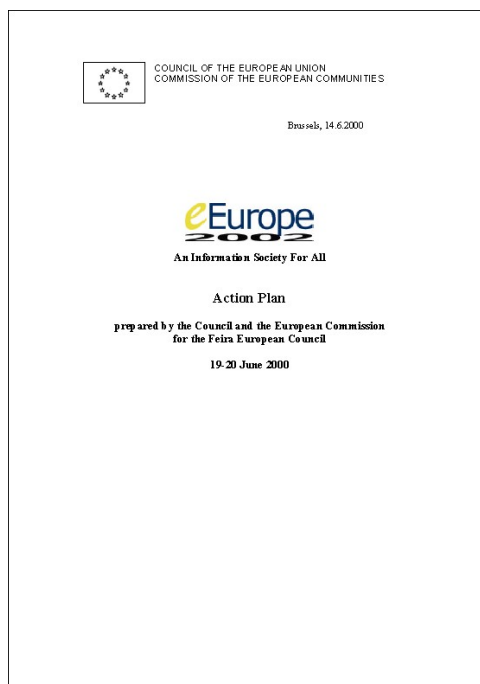 COUNCIL OF THE EUROPEAN UNION
COMMISSION OF THE EUROPEAN COMMUNITIES
Brussels, 14.6.2000
eEurope
2002
An Information Society For All
Action Plan
prepared by the Council and the European Commission
for the Feira European Council
19-20 June 2000